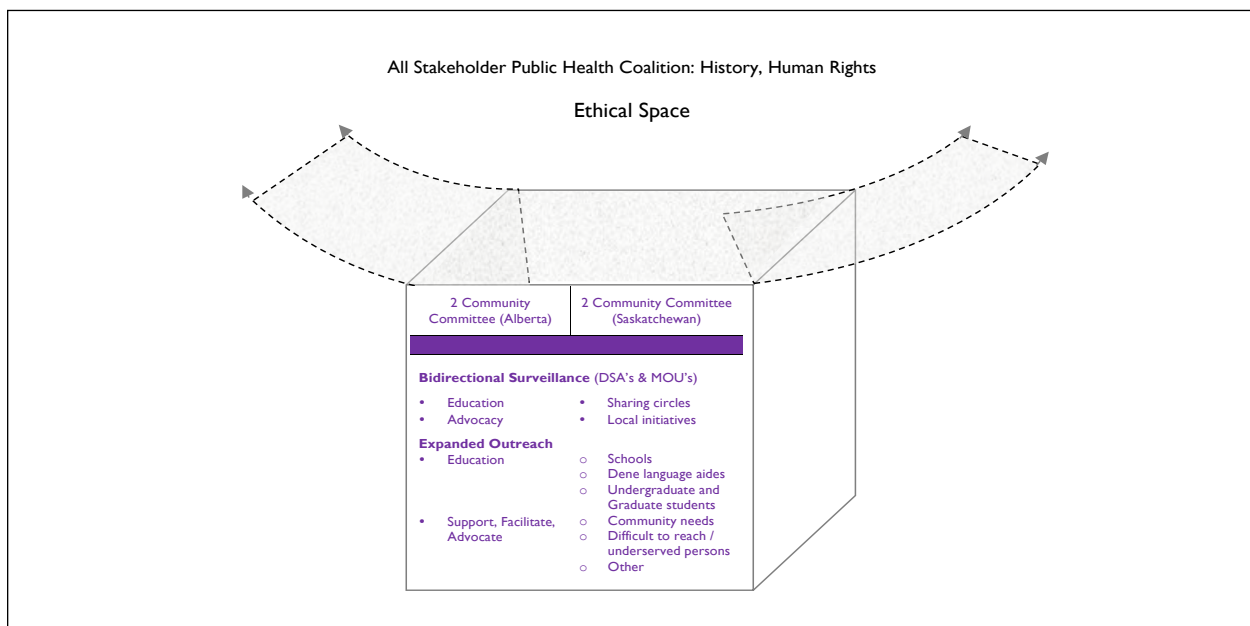 All Stakeholder Public Health Coalition: History, Human Rights
Ethical Space
2 Community
Committee (Alberta)
2 Community Committee
(Saskatchewan)
Bidirectional Surveillance (DSA's & MOU's)
• Education
• Advocacy
• Sharing circles
• Local initiatives
Expanded Outreach
• Education
o Schools
o Dene language aides
o Undergraduate and
Graduate students
• Support, Facilitate,
Advocate
o Community needs
o Difficult to reach /
underserved persons
o Other